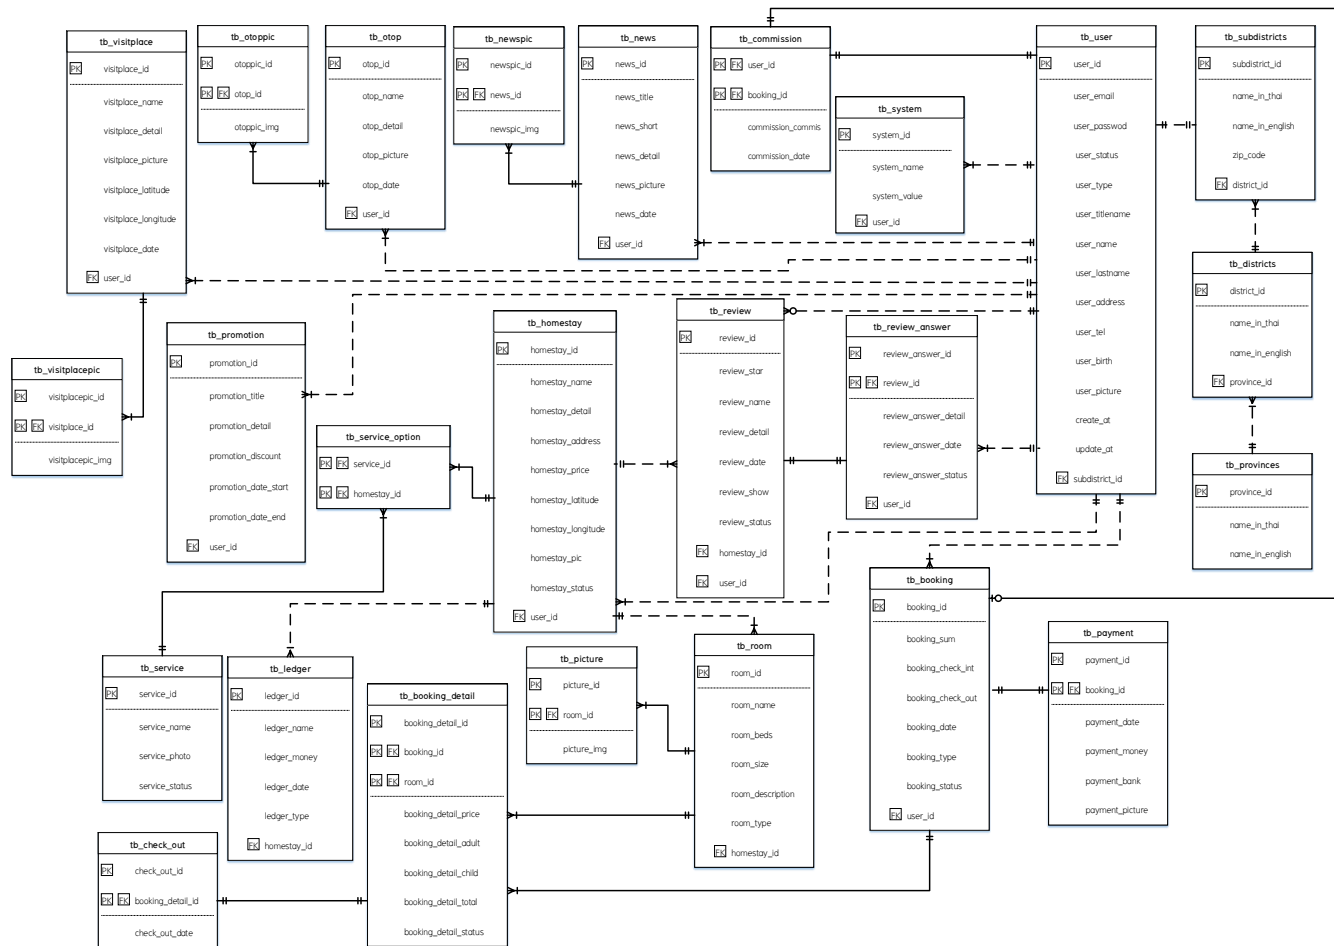 tb_visitplace
PK visitplace_id
visitplace_name
visitplace_detail
visitplace_picture
visitplace_latitude
visitplace_longitude
visitplace_date
FK user_id
tb_otoppic
PK otoppic_id
PK FK otop_id
otoppic_img
tb_otop
PK otop_id
otop_name
otop_detail
otop_picture
otop_date
FK user_id
tb_newspic
PK newspic_id
PK FK news_id
newspic_img
tb_news
PK news_id
news_title
news_short
news_detail
news_picture
news_date
FK user_id
tb_commission
PK FK user_id
PK FK booking_id
commission_commis
commission_date
tb_system
PK system_id
system_name
system_value
FK user_id
tb_user
PK user_id
user_email
user_passwod
user_status
user_type
user_titlename
user_name
user_lastname
user_address
user_tel
user_birth
user_picture
create_at
update_at
FK subdistrict_id
tb_subdistricts
PK subdistrict_id
name_in_thai
name_in_english
zip_code
FK district_id
tb_districts
PK district_id
name_in_thai
name_in_english
FK province_id
tb_provinces
PK province_id
name_in_thai
name_in_english
tb_visitplacepic
PK visitplacepic_id
PK FK visitplace_id
visitplacepic_img
tb_promotion
PK promotion_id
promotion_title
promotion_detail
promotion_discount
promotion_date_start
promotion_date_end
FK user_id
tb_service_option
PK FK service_id
PK FK homestay_id
tb_homestay
PK homestay_id
homestay_name
homestay_detail
homestay_address
homestay_price
homestay_latitude
homestay_longitude
homestay_pic
homestay_status
FK user_id
tb_review
PK review_id
review_star
review_name
review_detail
review_date
review_show
review_status
FK homestay_id
FK user_id
tb_review_answer
PK review_answer_id
PK FK review_id
review_answer_detail
review_answer_date
review_answer_status
FK user_id
tb_service
PK service_id
service_name
service_photo
service_status
tb_ledger
PK ledger_id
ledger_name
ledger_money
ledger_date
ledger_type
FK homestay_id
tb_booking_detail
PK booking_detail_id
PK FK booking_id
PK FK room_id
booking_detail_price
booking_detail_adult
booking_detail_child
booking_detail_total
booking_detail_status
tb_picture
PK picture_id
PK FK room_id
picture_img
tb_room
PK room_id
room_name
room_beds
room_size
room_description
room_type
FK homestay_id
tb_booking
PK booking_id
booking_sum
booking_check_int
booking_check_out
booking_date
booking_type
booking_status
FK user_id
tb_payment
PK payment_id
PK FK booking_id
payment_date
payment_money
payment_bank
payment_picture
tb_check_out
PK check_out_id
PK FK booking_detail_id
check_out_date